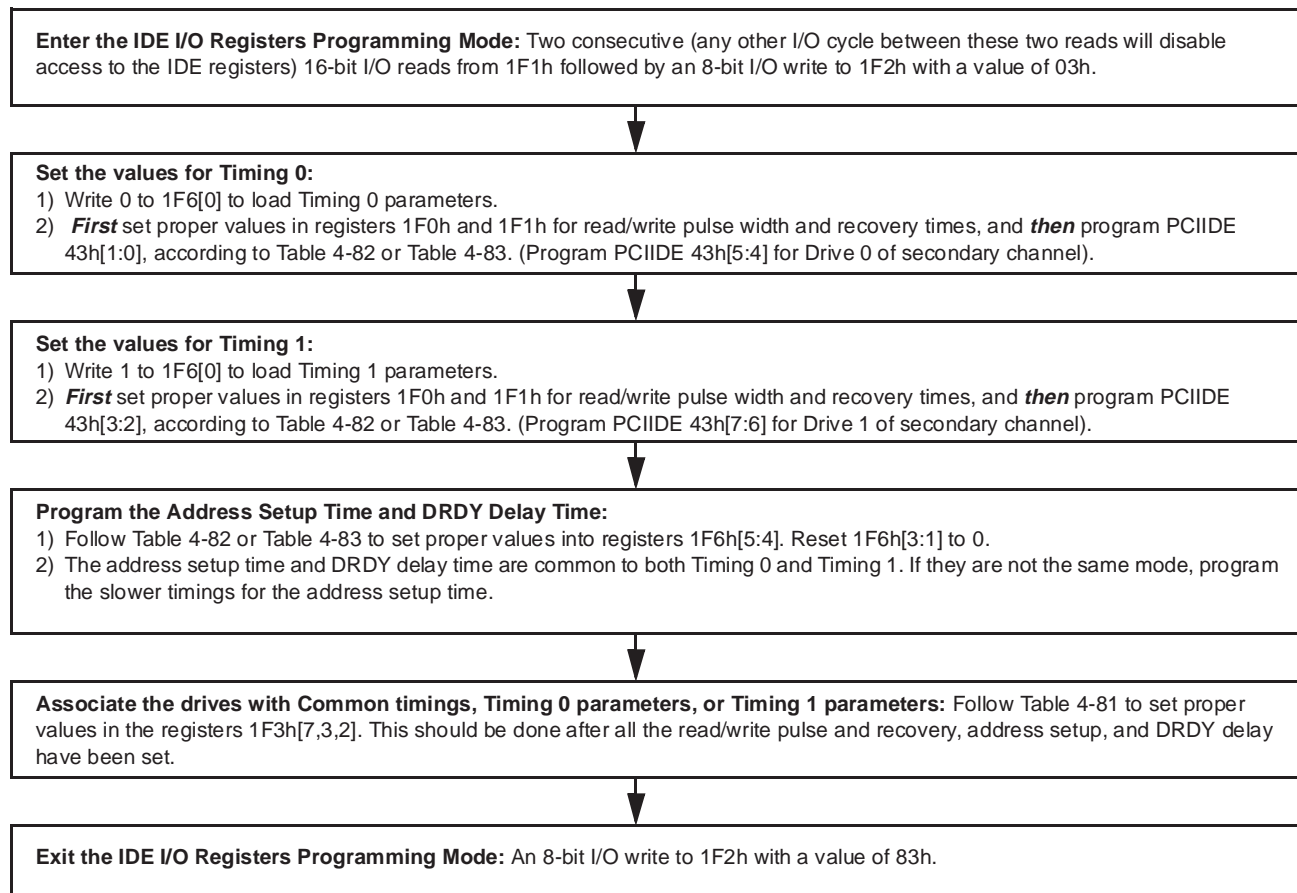 Enter the IDE I/O Registers Programming Mode: Two consecutive (any other I/O cycle between these two reads will disable
access to the IDE registers) 16-bit I/O reads from 1F1h followed by an 8-bit I/O write to 1F2h with a value of 03h.
Set the values for Timing 0:
1) Write 0 to 1F6[0] to load Timing 0 parameters.
2) First set proper values in registers 1F0h and 1F1h for read/write pulse width and recovery times, and then program PCIIDE
43h[1:0], according to Table 4-82 or Table 4-83. (Program PCIIDE 43h[5:4] for Drive 0 of secondary channel).
Set the values for Timing 1:
1) Write 1 to 1F6[0] to load Timing 1 parameters.
2) First set proper values in registers 1F0h and 1F1h for read/write pulse width and recovery times, and then program PCIIDE
43h[3:2], according to Table 4-82 or Table 4-83. (Program PCIIDE 43h[7:6] for Drive 1 of secondary channel).
Program the Address Setup Time and DRDY Delay Time:
1) Follow Table 4-82 or Table 4-83 to set proper values into registers 1F6h[5:4]. Reset 1F6h[3:1] to 0.
2) The address setup time and DRDY delay time are common to both Timing 0 and Timing 1. If they are not the same mode, program
the slower timings for the address setup time.
Associate the drives with Common timings, Timing 0 parameters, or Timing 1 parameters: Follow Table 4-81 to set proper
values in the registers 1F3h[7,3,2]. This should be done after all the read/write pulse and recovery, address setup, and DRDY delay
have been set.
Exit the IDE I/O Registers Programming Mode: An 8-bit I/O write to 1F2h with a value of 83h.